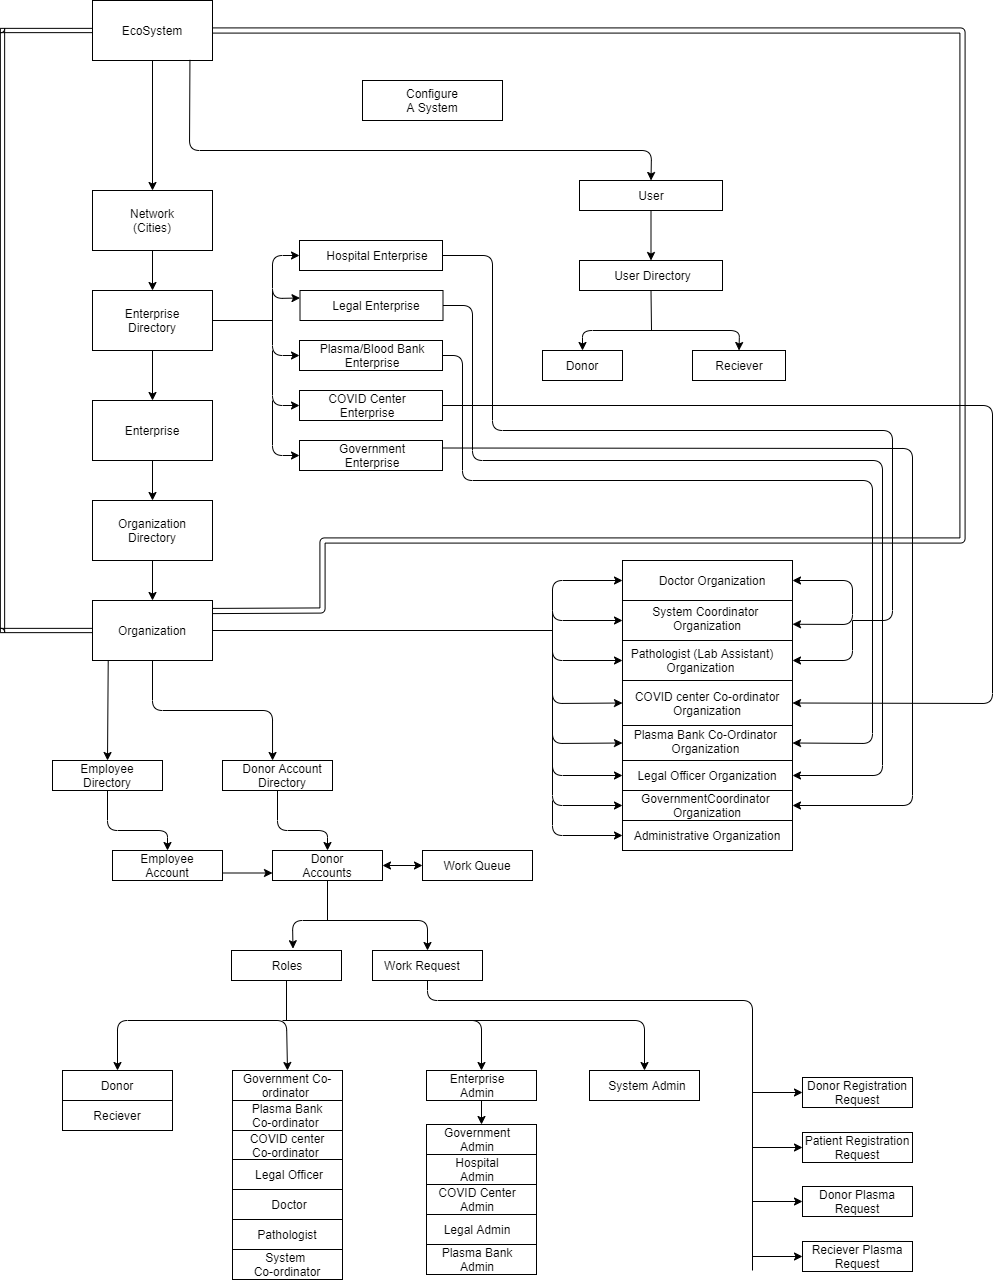 EcoSystem
Configure
A System
User
Network
(Cities)
Hospital Enterprise
User Directory
Enterprise
Directory
Legal Enterprise
Plasma/Blood Bank
Enterprise
Donor
Reciever
COVID Center
Enterprise
Enterprise
Government
Enterprise
Organization
Directory
Doctor Organization
System Coordinator
Organization
Organization
Pathologist (Lab Assistant)
Organization
COVID center Co-ordinator
Organization
Plasma Bank Co-Ordinator
Organization
Legal Officer Organization
GovernmentCoordinator
Organization
Administrative Organization
Employee
Directory
Donor Account
Directory
Employee
Account
Donor
Accounts
Work Queue
Roles
Work Request
Donor
Reciever
Government Co-
ordinator
Plasma Bank
Co-ordinator
COVID center
Co-ordinator
Legal Officer
Doctor
Pathologist
System
Co-ordinator
Enterprise
Admin
Government
Admin
Hospital
Admin
COVID Center
Admin
Legal Admin
Plasma Bank
Admin
System Admin
Donor Registration
Request
Patient Registration
Request
Donor Plasma
Request
Reciever Plasma
Request